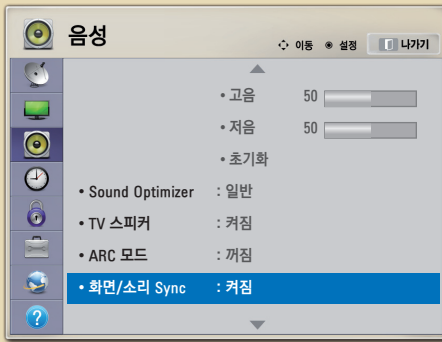 음성
이동 설정 나가기
• 고음 50
• 저음 50
• 초기화
• Sound Optimizer : 일반
• TV 스피커 : 켜짐
• ARC 모드 : 꺼짐
• 화면/소리 Sync : 켜짐
?